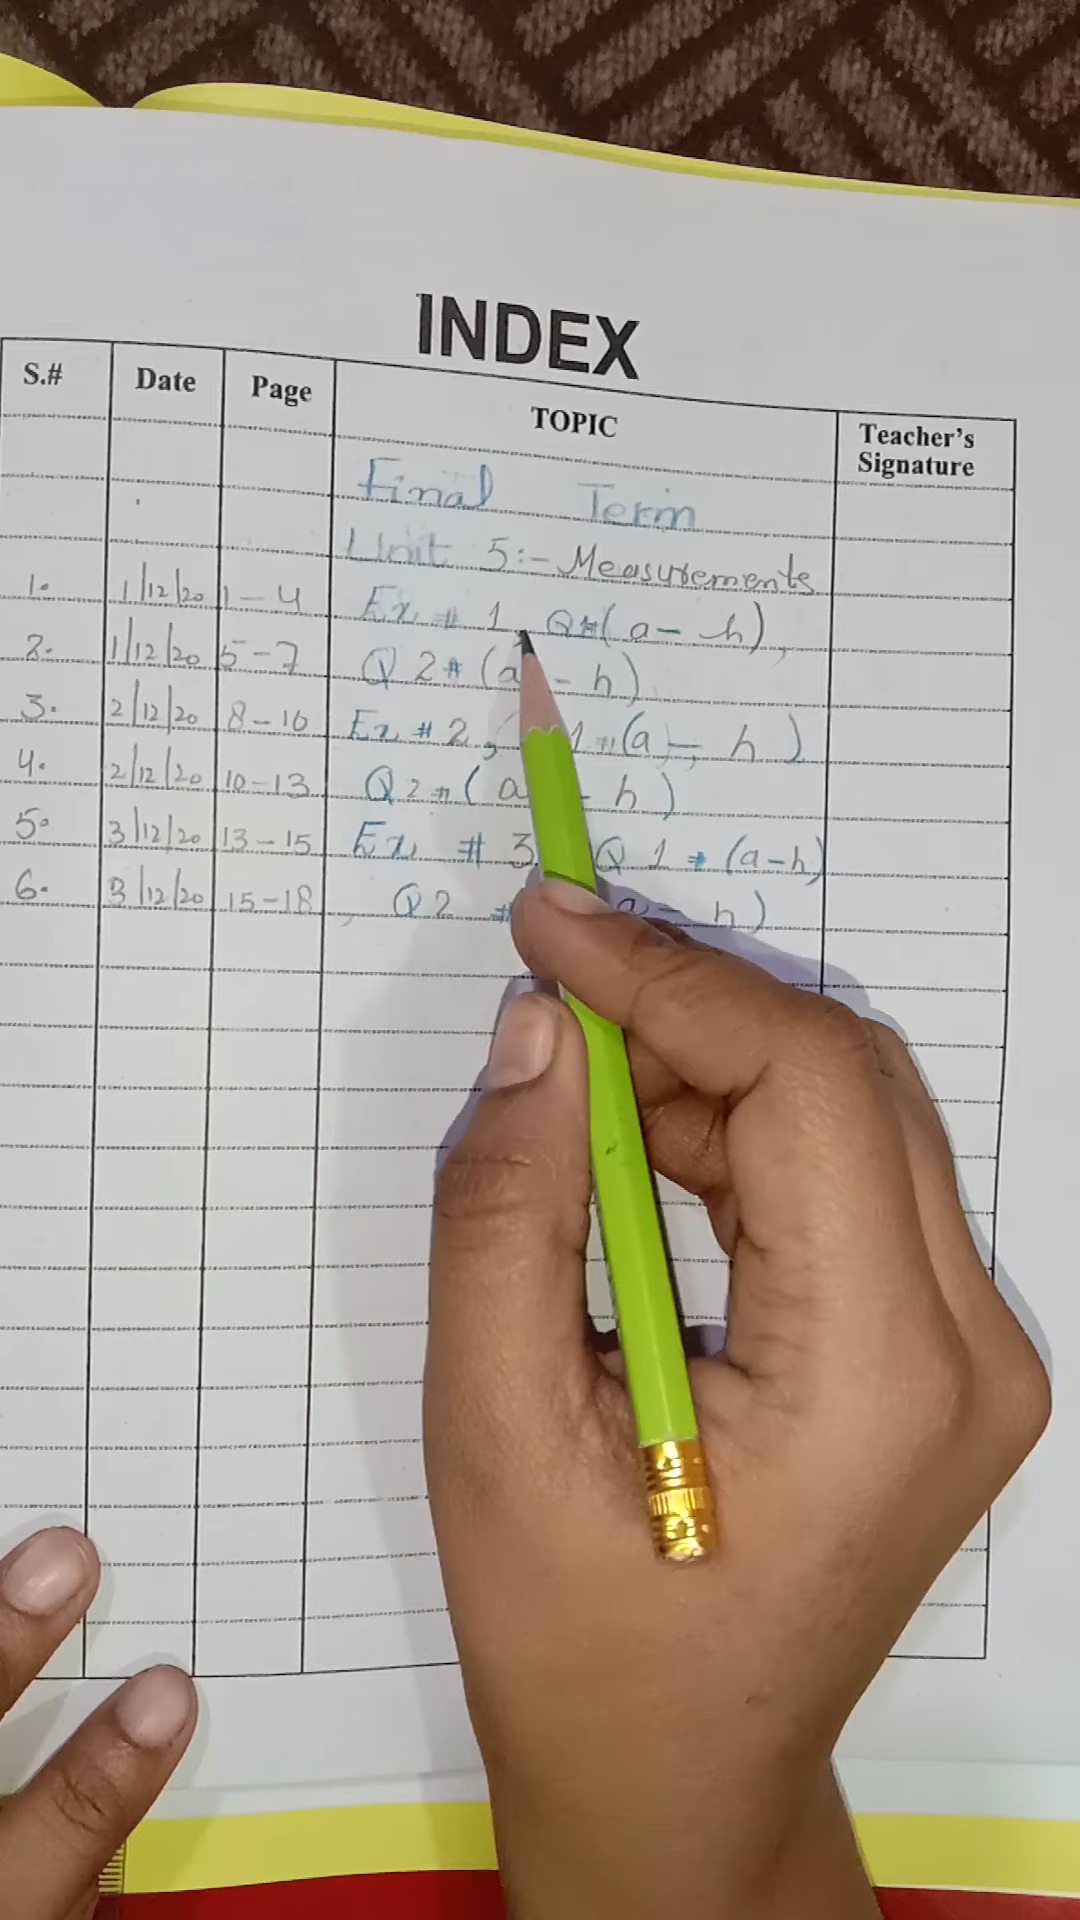 INDEX
S.# Date Page TOPIC Teacher's Signature
Final Term
Unit 5:- Measurements
1. 1/12/20 1-4 Ex # 1, Q#(a-h),
2. 1/12/20 5-7 Q 2 # (a - h)
3. 2/12/20 8-10 Ex # 2, 1 # (a - h)
4. 2/12/20 10-13 Q 2 # (a - h)
5. 3/12/20 13-15 Ex # 3 Q 1 # (a-h)
6. 3/12/20 15-18, Q 2 # a - h)